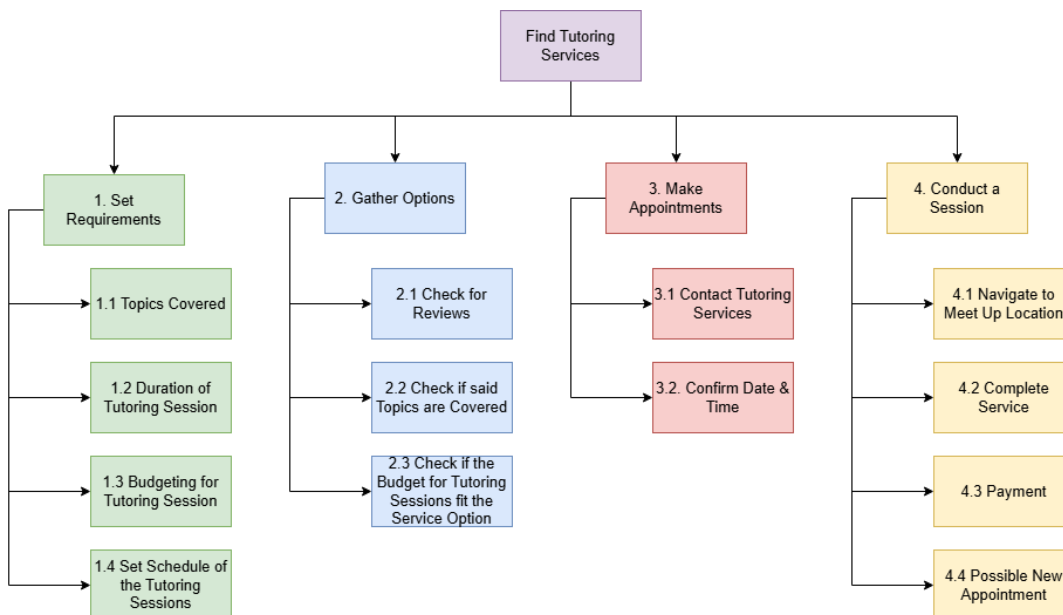 Find Tutoring
Services
1. Set
Requirements
2. Gather Options
3. Make
Appointments
4. Conduct a
Session
1.1 Topics Covered
2.1 Check for
Reviews
3.1 Contact Tutoring
Services
4.1 Navigate to
Meet Up Location
1.2 Duration of
Tutoring Session
2.2 Check if said
Topics are Covered
3.2. Confirm Date &
Time
4.2 Complete
Service
1.3 Budgeting for
Tutoring Session
2.3 Check if the
Budget for Tutoring
Sessions fit the
Service Option
4.3 Payment
1.4 Set Schedule of
the Tutoring
Sessions
4.4 Possible New
Appointment